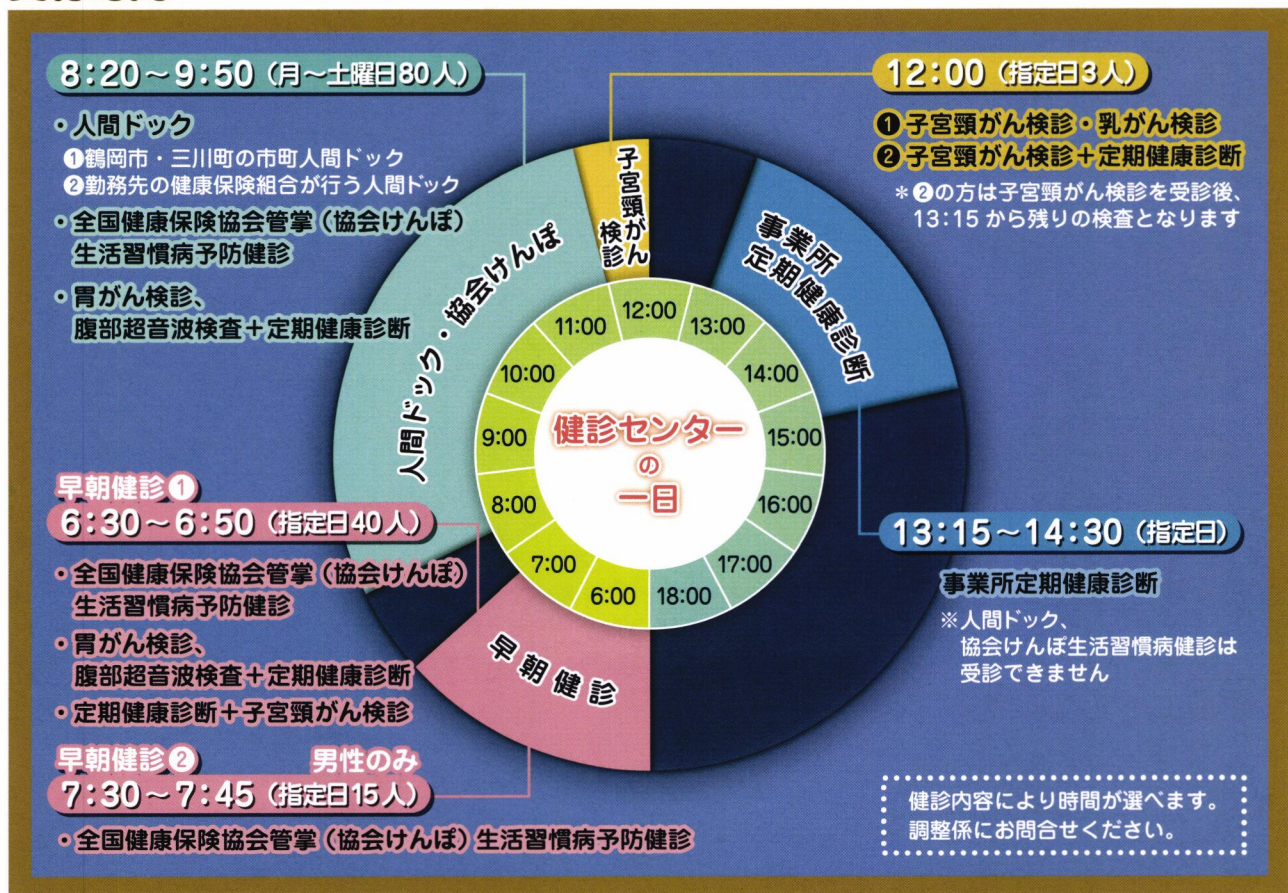 8:20～9:50（月～土曜日80人）
・人間ドック
❶鶴岡市・三川町の市町人間ドック
❷勤務先の健康保険組合が行う人間ドック
・全国健康保険協会管掌（協会けんぽ）
生活習慣病予防健診
・胃がん検診、
腹部超音波検査＋定期健康診断
早朝健診❶
6:30～6:50（指定日40人）
・全国健康保険協会管掌（協会けんぽ）
生活習慣病予防健診
・胃がん検診、
腹部超音波検査＋定期健康診断
・定期健康診断＋子宮頸がん検診
早朝健診❷　男性のみ
7:30～7:45（指定日15人）
・全国健康保険協会管掌（協会けんぽ）生活習慣病予防健診
12:00（指定日3人）
❶子宮頸がん検診・乳がん検診
❷子宮頸がん検診＋定期健康診断
＊❷の方は子宮頸がん検診を受診後、
13:15から残りの検査となります
13:15～14:30（指定日）
事業所定期健康診断
※人間ドック、
協会けんぽ生活習慣病健診は
受診できません
健診内容により時間が選べます。
調整係にお問合せください。
人間ドック・協会けんぽ
子宮頸がん
検診
事業所
定期健康診断
早朝健診
12:00
13:00
14:00
15:00
16:00
17:00
18:00
6:00
7:00
8:00
9:00
10:00
11:00
健診センター
の
一日